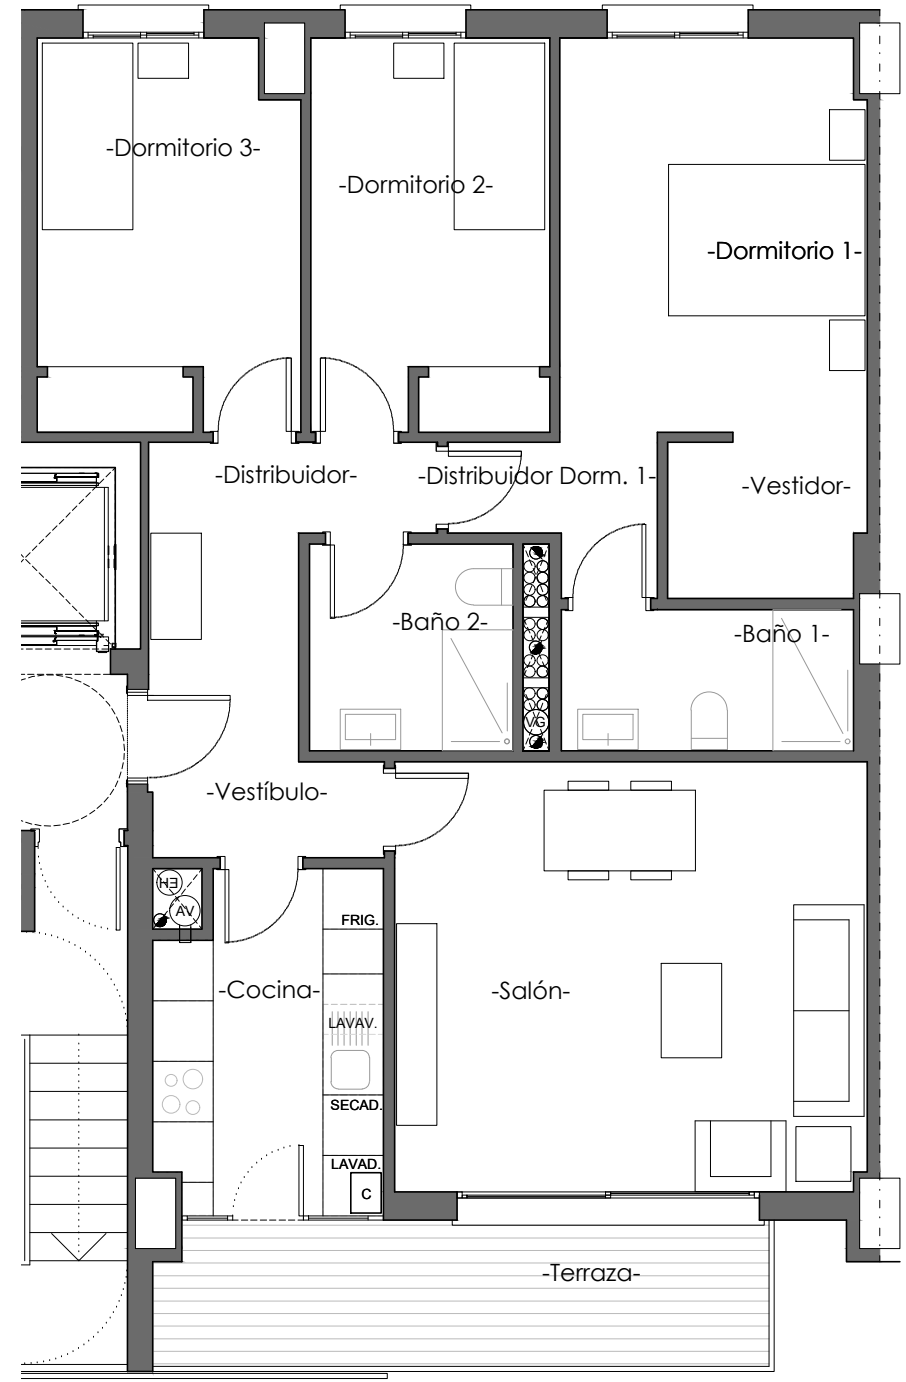 -Dormitorio 3-
-Dormitorio 2-
-Dormitorio 1-
-Distribuidor-
-Distribuidor Dorm. 1-
-Vestidor-
-Baño 2-
-Baño 1-
VG
-Vestíbulo-
EH
AV
FRIG.
-Cocina-
-Salón-
LAVAV.
SECAD.
LAVAD.
C
-Terraza-